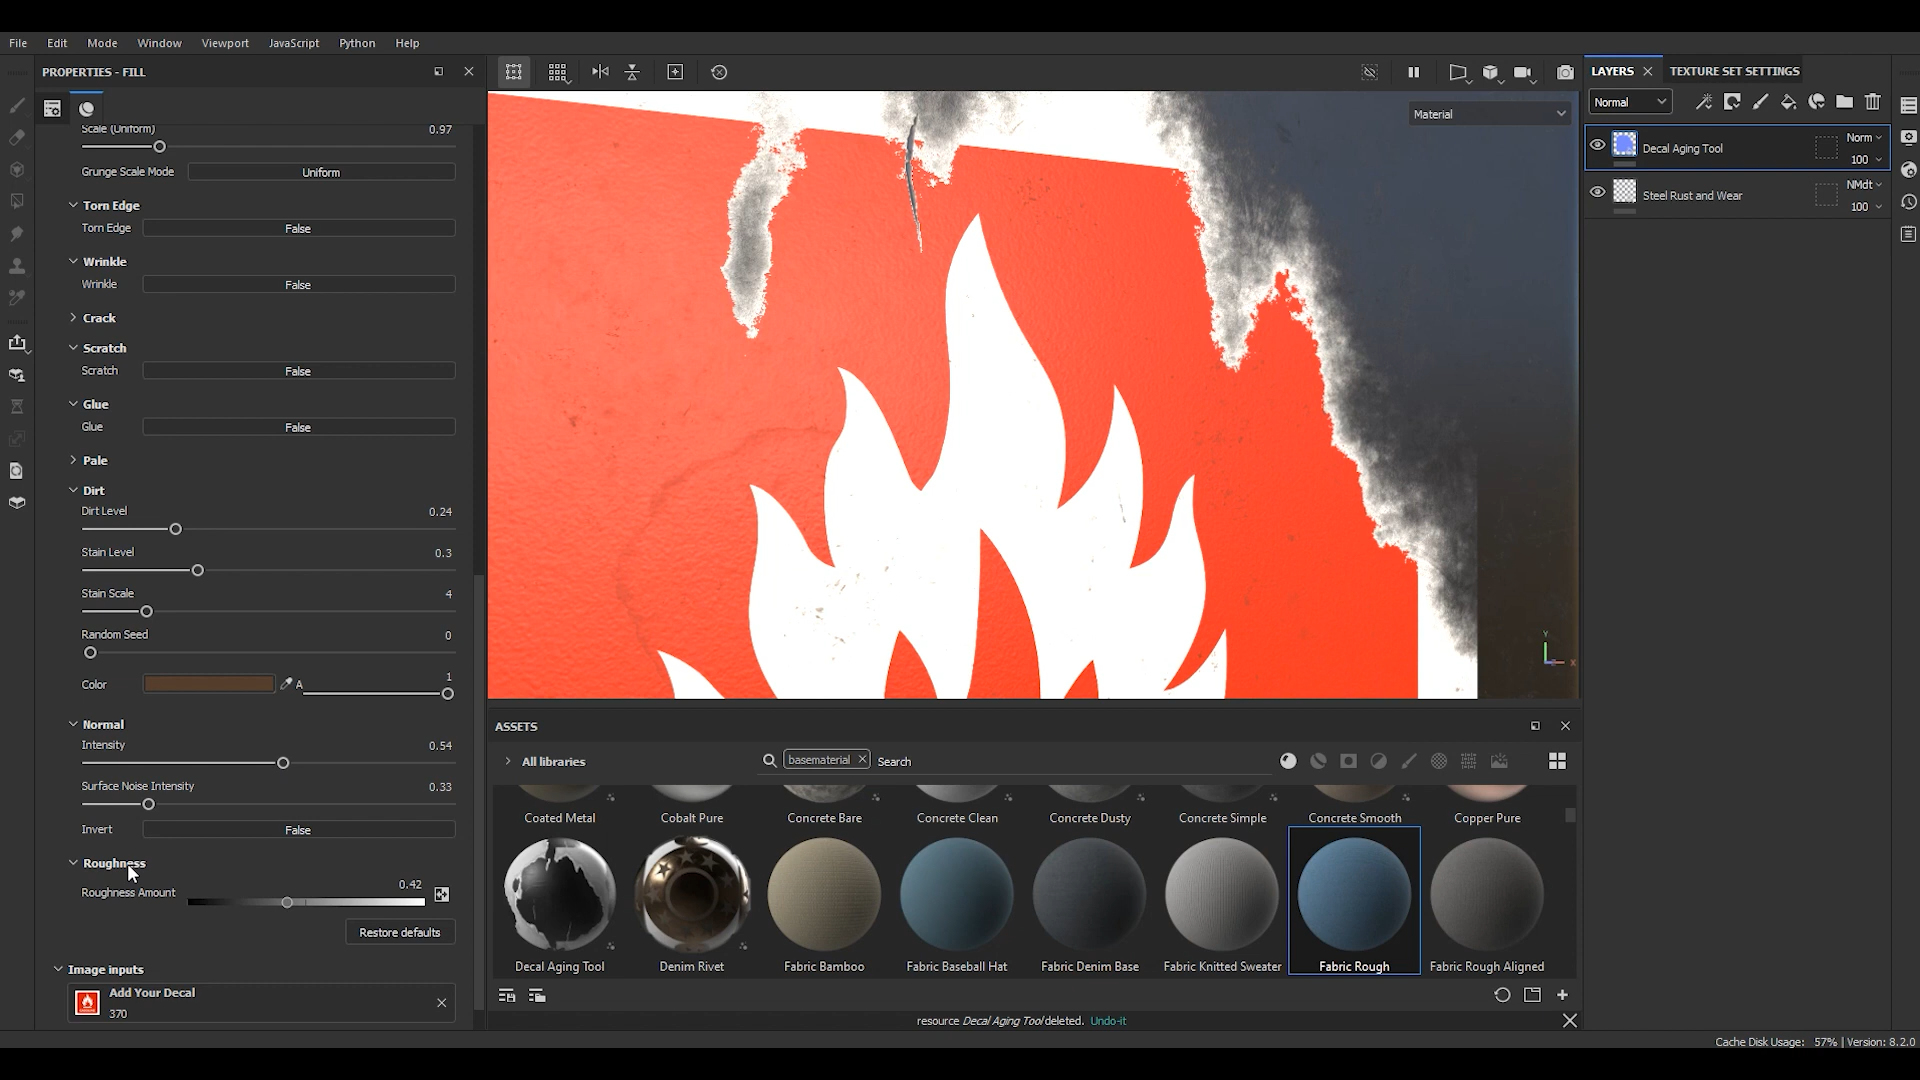 File Edit Mode Window Viewport JavaScript Python Help
PROPERTIES - FILL
Scale (Uniform) 0.97
Grunge Scale Mode Uniform
Torn Edge
Torn Edge False
Wrinkle
Wrinkle False
Crack
Scratch
Scratch False
Glue
Glue False
Pale
Dirt
Dirt Level 0.24
Stain Level 0.3
Stain Scale 4
Random Seed 0
Color A 1
Normal
Intensity 0.54
Surface Noise Intensity 0.33
Invert False
Roughness
Roughness Amount 0.42
Restore defaults
Image inputs
Add Your Decal
370
Material
Y
X
ASSETS
All libraries
basematerial Search
Coated Metal Cobalt Pure Concrete Bare Concrete Clean Concrete Dusty Concrete Simple Concrete Smooth Copper Pure
Decal Aging Tool Denim Rivet Fabric Bamboo Fabric Baseball Hat Fabric Denim Base Fabric Knitted Sweater Fabric Rough Fabric Rough Aligned
resource Decal Aging Tool deleted. Undo-it
LAYERS TEXTURE SET SETTINGS
Normal
Decal Aging Tool Norm
100
Steel Rust and Wear NMdt
100
Cache Disk Usage: 57% | Version: 8.2.0